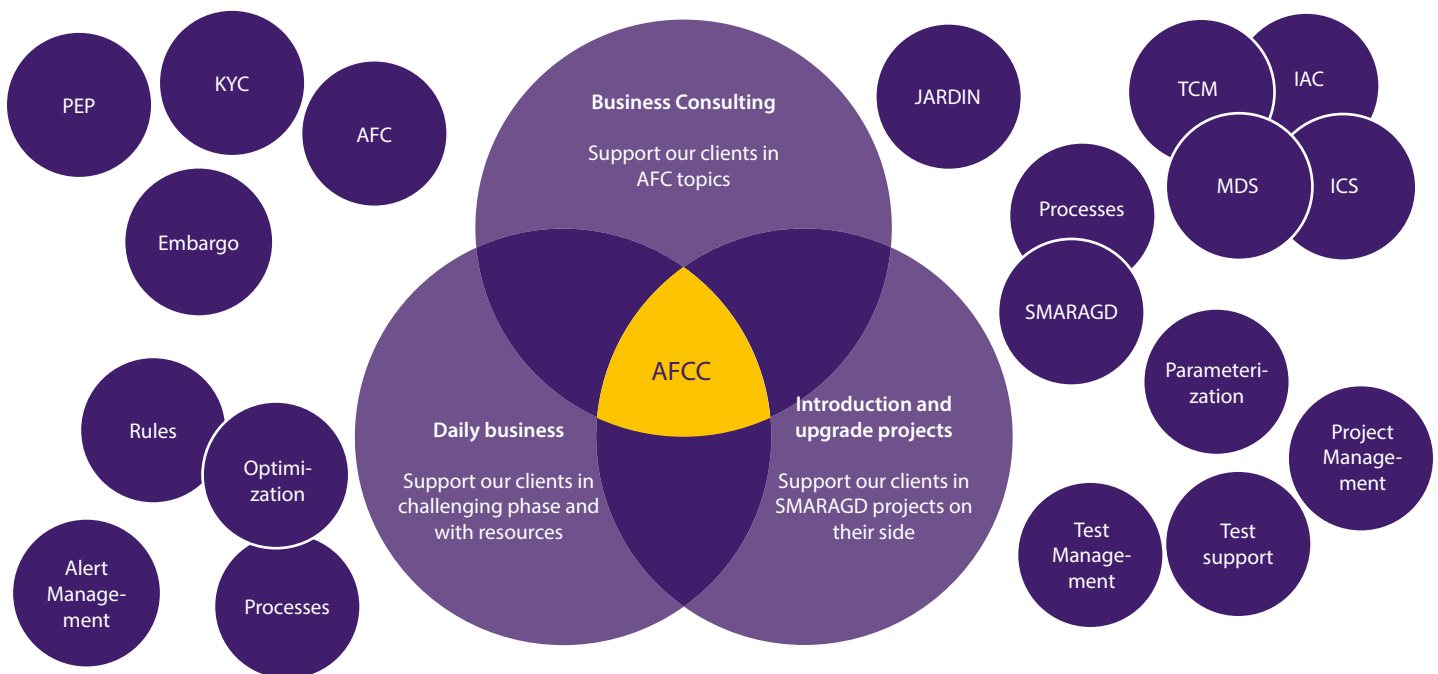 PEP
KYC
AFC
Embargo
Business Consulting
Support our clients in
AFC topics
JARDIN
TCM
IAC
MDS
ICS
Processes
SMARAGD
AFCC
Daily business
Support our clients in
challenging phase and
with resources
Introduction and
upgrade projects
Support our clients in
SMARAGD projects on
their side
Rules
Optimi-
zation
Alert
Manage-
ment
Processes
Parameteri-
zation
Project
Manage-
ment
Test
Manage-
ment
Test
support